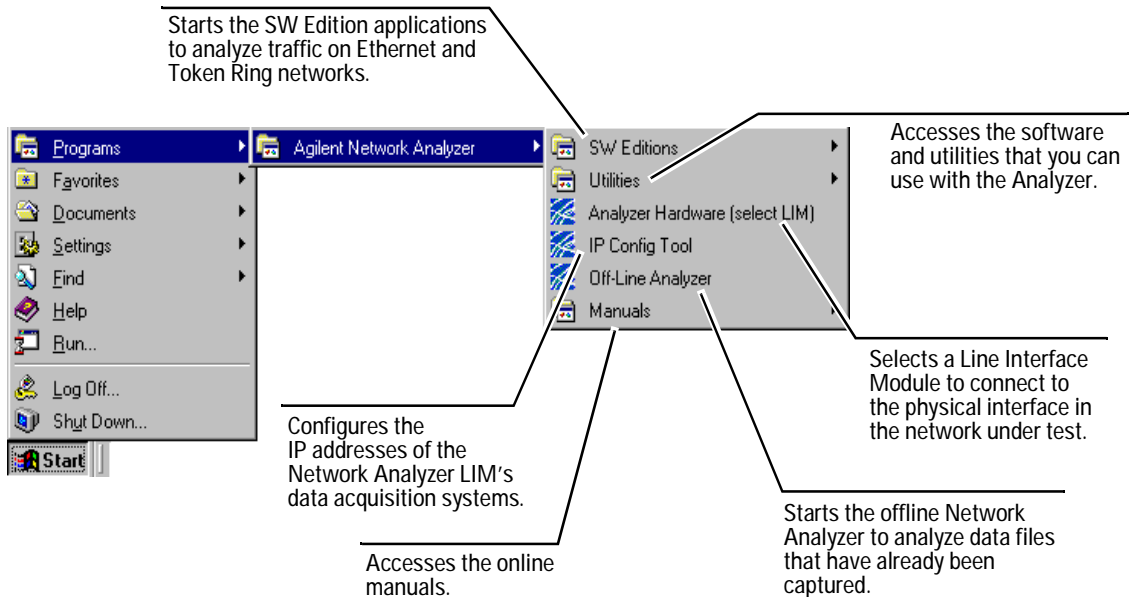 Starts the SW Edition applications
to analyze traffic on Ethernet and
Token Ring networks.
Programs
Favorites
Documents
Settings
Find
Help
Run...
Log Off...
Shut Down...
Start
Agilent Network Analyzer
SW Editions
Utilities
Analyzer Hardware (select LIM)
IP Config Tool
Off-Line Analyzer
Manuals
Accesses the software
and utilities that you can
use with the Analyzer.
Selects a Line Interface
Module to connect to
the physical interface in
the network under test.
Configures the
IP addresses of the
Network Analyzer LIM's
data acquisition systems.
Starts the offline Network
Analyzer to analyze data files
that have already been
captured.
Accesses the online
manuals.